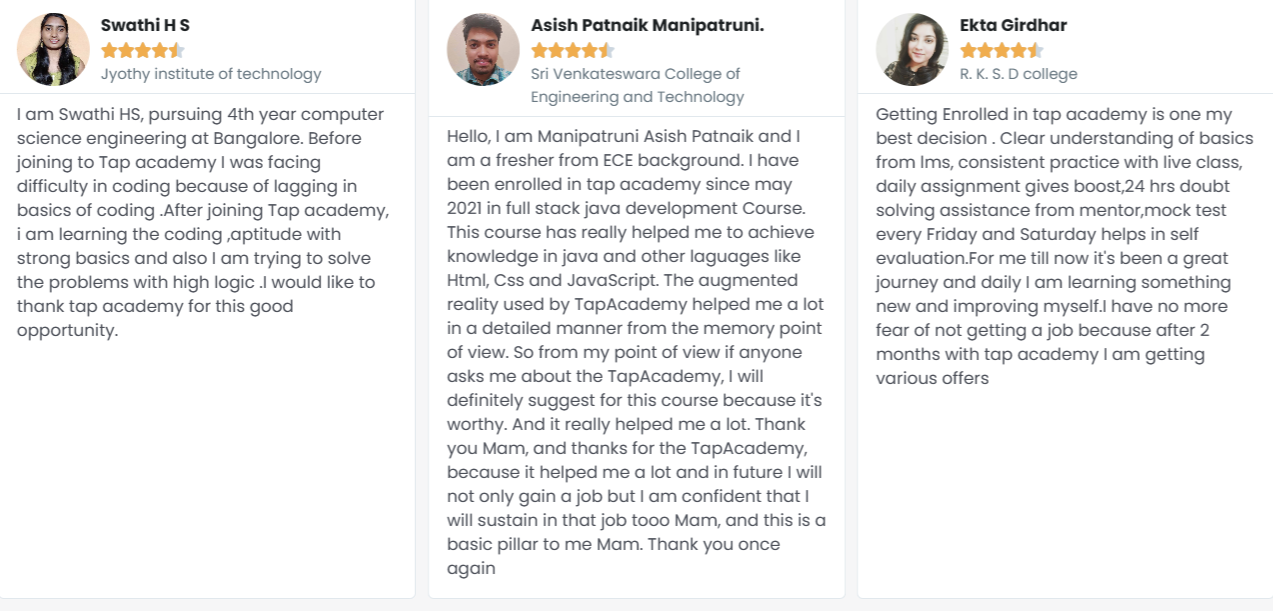 Swathi H S
Jyothy institute of technology
I am Swathi HS, pursuing 4th year computer
science engineering at Bangalore. Before
joining to Tap academy I was facing
difficulty in coding because of lagging in
basics of coding .After joining Tap academy,
i am learning the coding ,aptitude with
strong basics and also I am trying to solve
the problems with high logic .I would like to
thank tap academy for this good
opportunity.
Asish Patnaik Manipatruni.
Sri Venkateswara College of
Engineering and Technology
Hello, I am Manipatruni Asish Patnaik and I
am a fresher from ECE background. I have
been enrolled in tap academy since may
2021 in full stack java development Course.
This course has really helped me to achieve
knowledge in java and other laguages like
Html, Css and JavaScript. The augmented
reality used by TapAcademy helped me a lot
in a detailed manner from the memory point
of view. So from my point of view if anyone
asks me about the TapAcademy, I will
definitely suggest for this course because it's
worthy. And it really helped me a lot. Thank
you Mam, and thanks for the TapAcademy,
because it helped me a lot and in future I will
not only gain a job but I am confident that I
will sustain in that job tooo Mam, and this is a
basic pillar to me Mam. Thank you once
again
Ekta Girdhar
R. K. S. D college
Getting Enrolled in tap academy is one my
best decision . Clear understanding of basics
from lms, consistent practice with live class,
daily assignment gives boost,24 hrs doubt
solving assistance from mentor,mock test
every Friday and Saturday helps in self
evaluation.For me till now it's been a great
journey and daily I am learning something
new and improving myself.I have no more
fear of not getting a job because after 2
months with tap academy I am getting
various offers